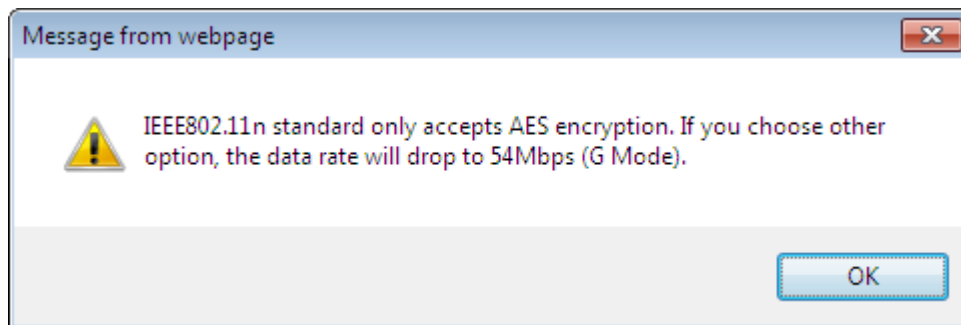 Message from webpage
IEEE802.11n standard only accepts AES encryption. If you choose other
option, the data rate will drop to 54Mbps (G Mode).
OK